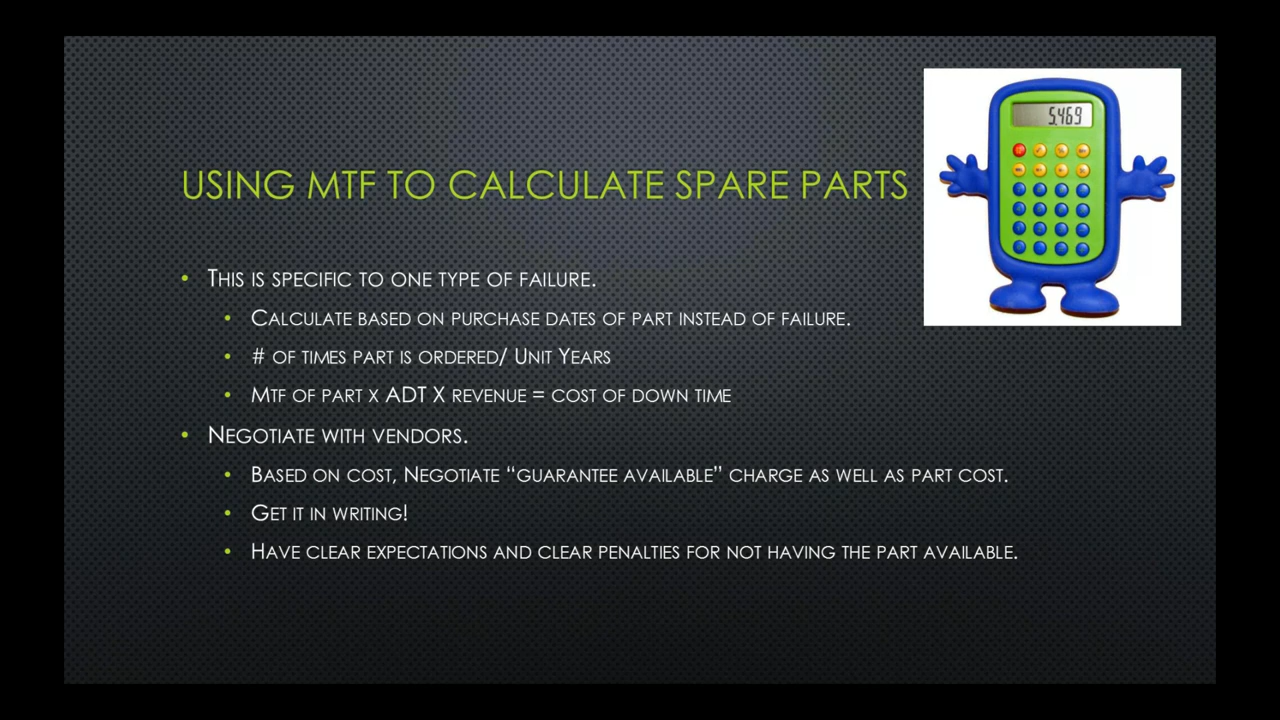 USING MTF TO CALCULATE SPARE PARTS
5.469
• THIS IS SPECIFIC TO ONE TYPE OF FAILURE.
• CALCULATE BASED ON PURCHASE DATES OF PART INSTEAD OF FAILURE.
• # OF TIMES PART IS ORDERED/ UNIT YEARS
• MTF OF PART X ADT X REVENUE = COST OF DOWN TIME
• NEGOTIATE WITH VENDORS.
• BASED ON COST, NEGOTIATE “GUARANTEE AVAILABLE” CHARGE AS WELL AS PART COST.
• GET IT IN WRITING!
• HAVE CLEAR EXPECTATIONS AND CLEAR PENALTIES FOR NOT HAVING THE PART AVAILABLE.